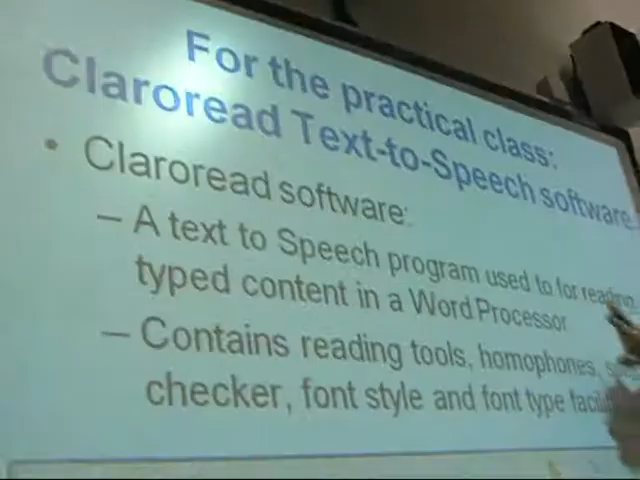 For the practical class:
Claroread Text-to-Speech software.
• Claroread software:
– A text to Speech program used to for reading
typed content in a Word Processor
– Contains reading tools, homophones,
checker, font style and font type